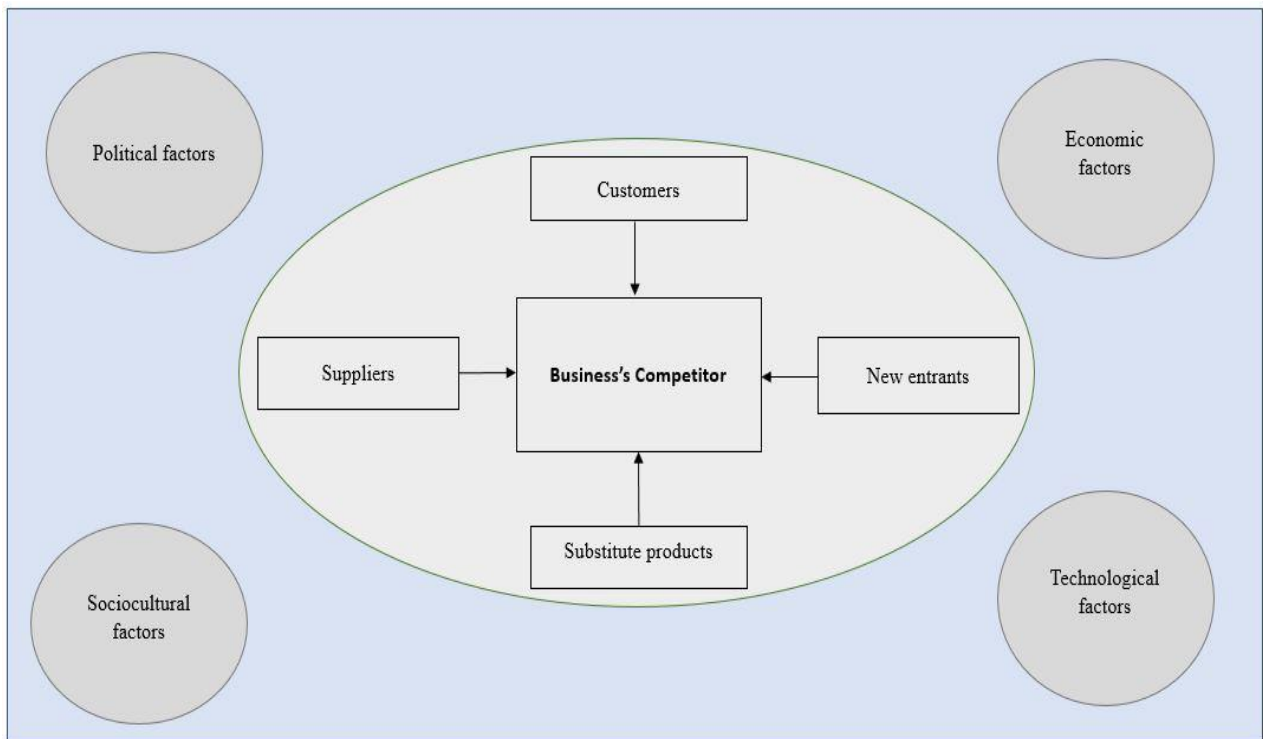 Political factors
Economic
factors
Customers
Suppliers
Business’s Competitor
New entrants
Substitute products
Sociocultural
factors
Technological
factors